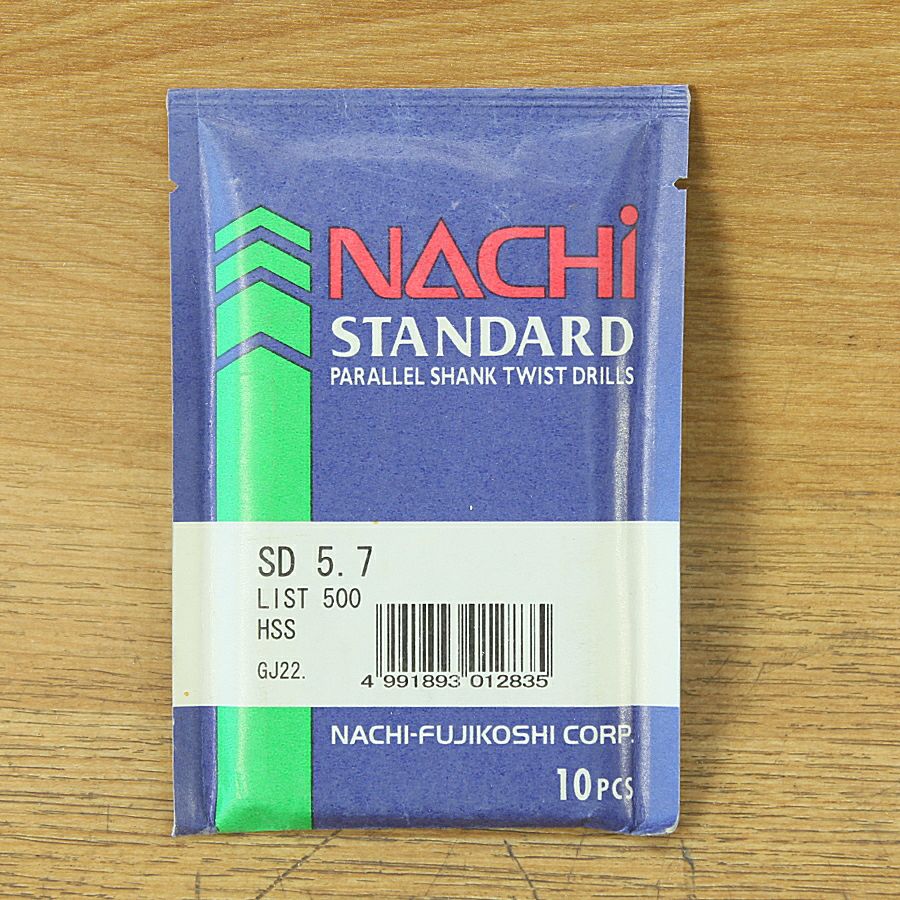 NACHi
STANDARD
PARALLEL SHANK TWIST DRILLS
SD 5.7
LIST 500
HSS
GJ22.
4 991893 012835
NACHI-FUJIKOSHI CORP.
10 PCS